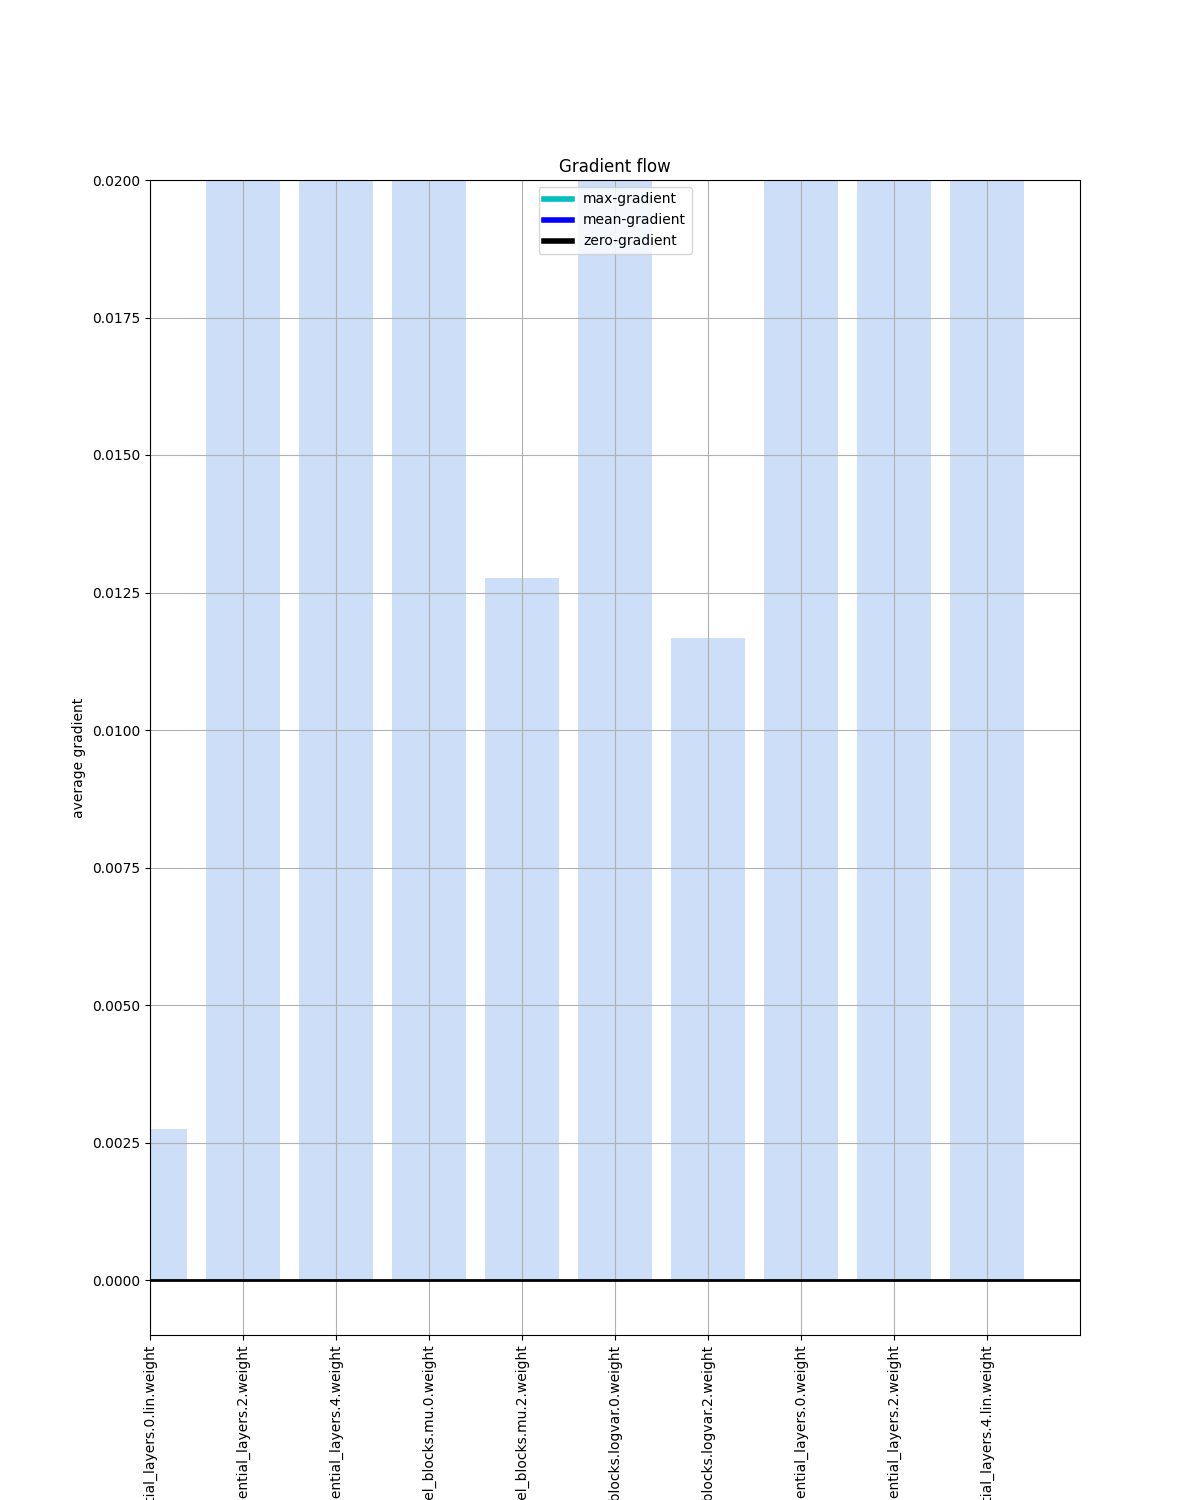 Gradient flow
max-gradient
mean-gradient
zero-gradient
0.0200
0.0175
0.0150
0.0125
0.0100
0.0075
0.0050
0.0025
0.0000
average gradient
tial_layers.0.lin.weight
ential_layers.2.weight
ential_layers.4.weight
el_blocks.mu.0.weight
el_blocks.mu.2.weight
blocks.logvar.0.weight
blocks.logvar.2.weight
ential_layers.0.weight
ential_layers.2.weight
tial_layers.4.lin.weight